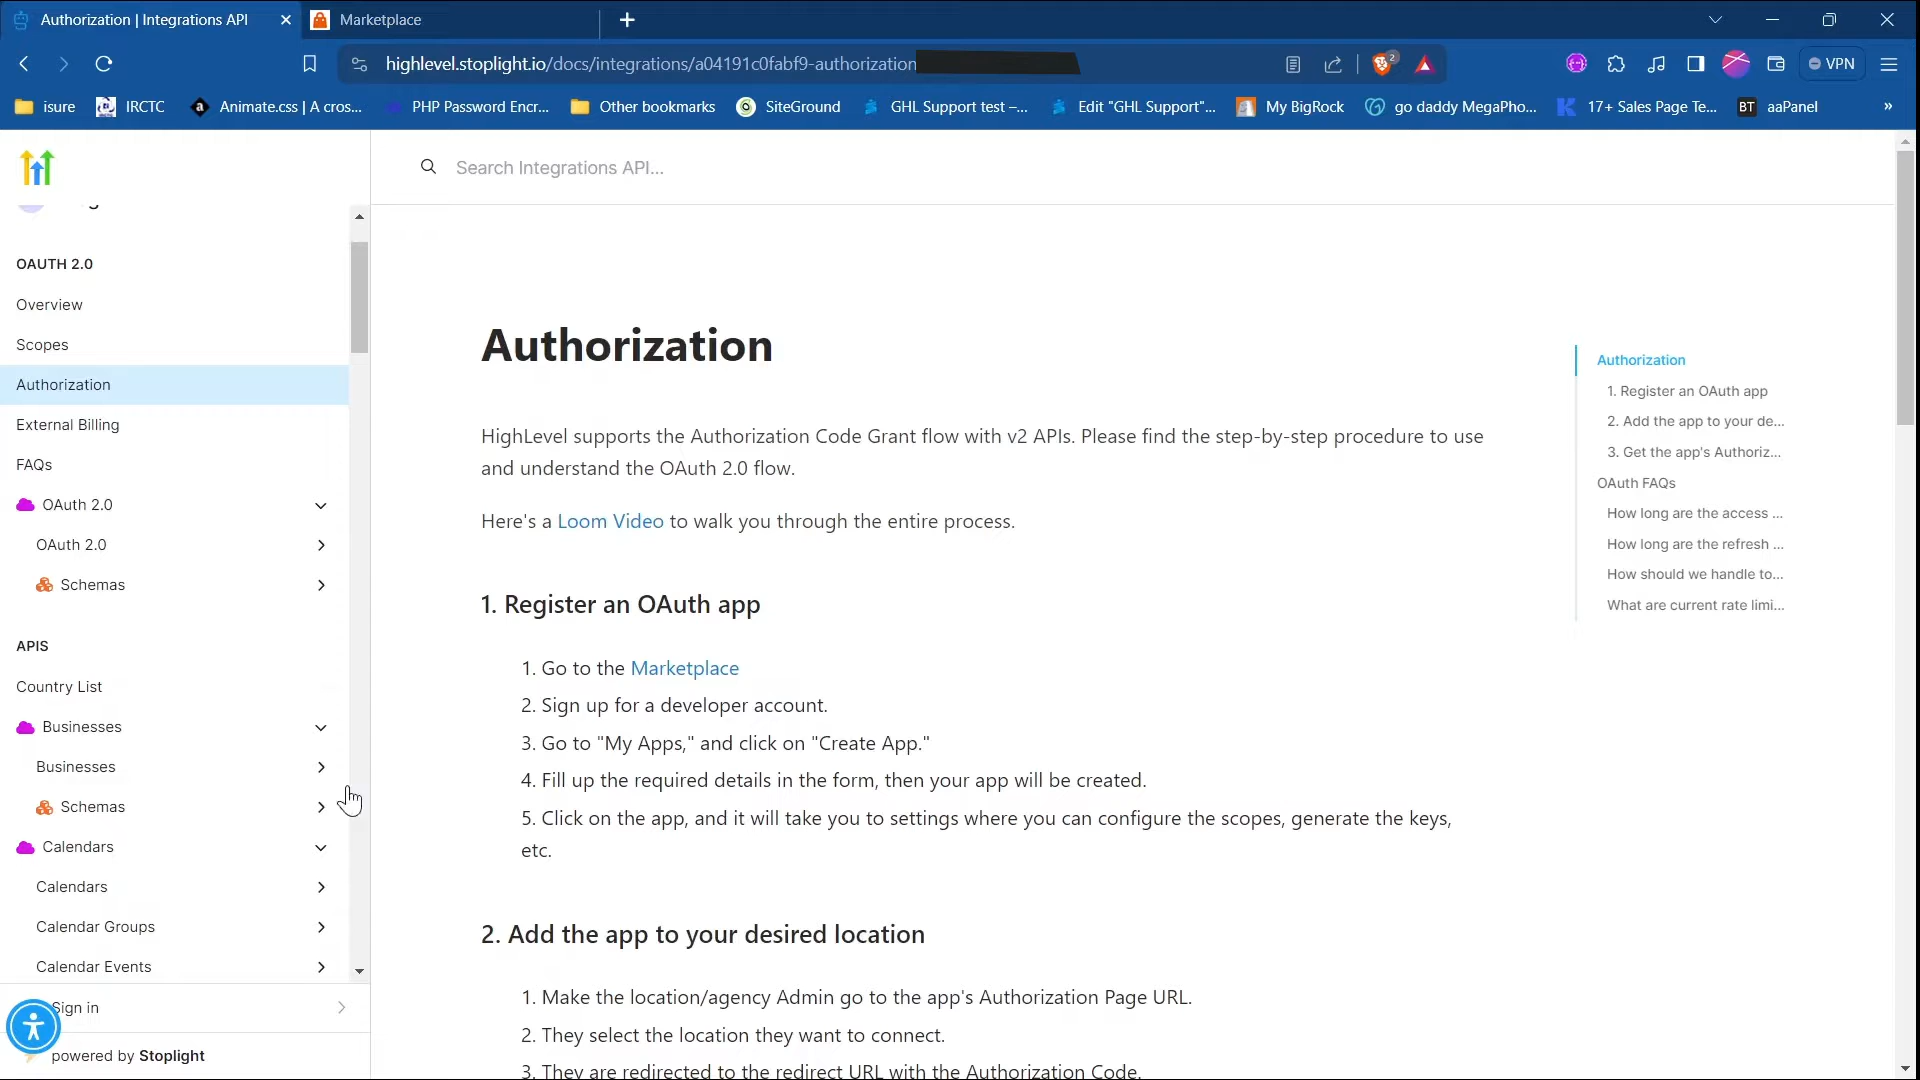 Authorization | Integrations API
Marketplace
highlevel.stoplight.io/docs/integrations/a04191c0fabf9-authorization
2
VPN
isure
IRCTC
a
Animate.css | A cros...
PHP Password Encr...
Other bookmarks
SiteGround
GHL Support test –...
Edit "GHL Support"...
My BigRock
go daddy MegaPho...
17+ Sales Page Te...
BT
aaPanel
»
Search Integrations API...
OAUTH 2.0
Overview
Scopes
Authorization
External Billing
FAQs
OAuth 2.0
OAuth 2.0
Schemas
APIS
Country List
Businesses
Businesses
Schemas
Calendars
Calendars
Calendar Groups
Calendar Events
Sign in
powered by Stoplight
Authorization
HighLevel supports the Authorization Code Grant flow with v2 APIs. Please find the step-by-step procedure to use
and understand the OAuth 2.0 flow.
Here's a Loom Video to walk you through the entire process.
1. Register an OAuth app
1. Go to the Marketplace
2. Sign up for a developer account.
3. Go to "My Apps," and click on "Create App."
4. Fill up the required details in the form, then your app will be created.
5. Click on the app, and it will take you to settings where you can configure the scopes, generate the keys,
etc.
2. Add the app to your desired location
1. Make the location/agency Admin go to the app's Authorization Page URL.
2. They select the location they want to connect.
3. They are redirected to the redirect URL with the Authorization Code.
Authorization
1. Register an OAuth app
2. Add the app to your de...
3. Get the app's Authoriz...
OAuth FAQs
How long are the access ...
How long are the refresh ...
How should we handle to...
What are current rate limi...